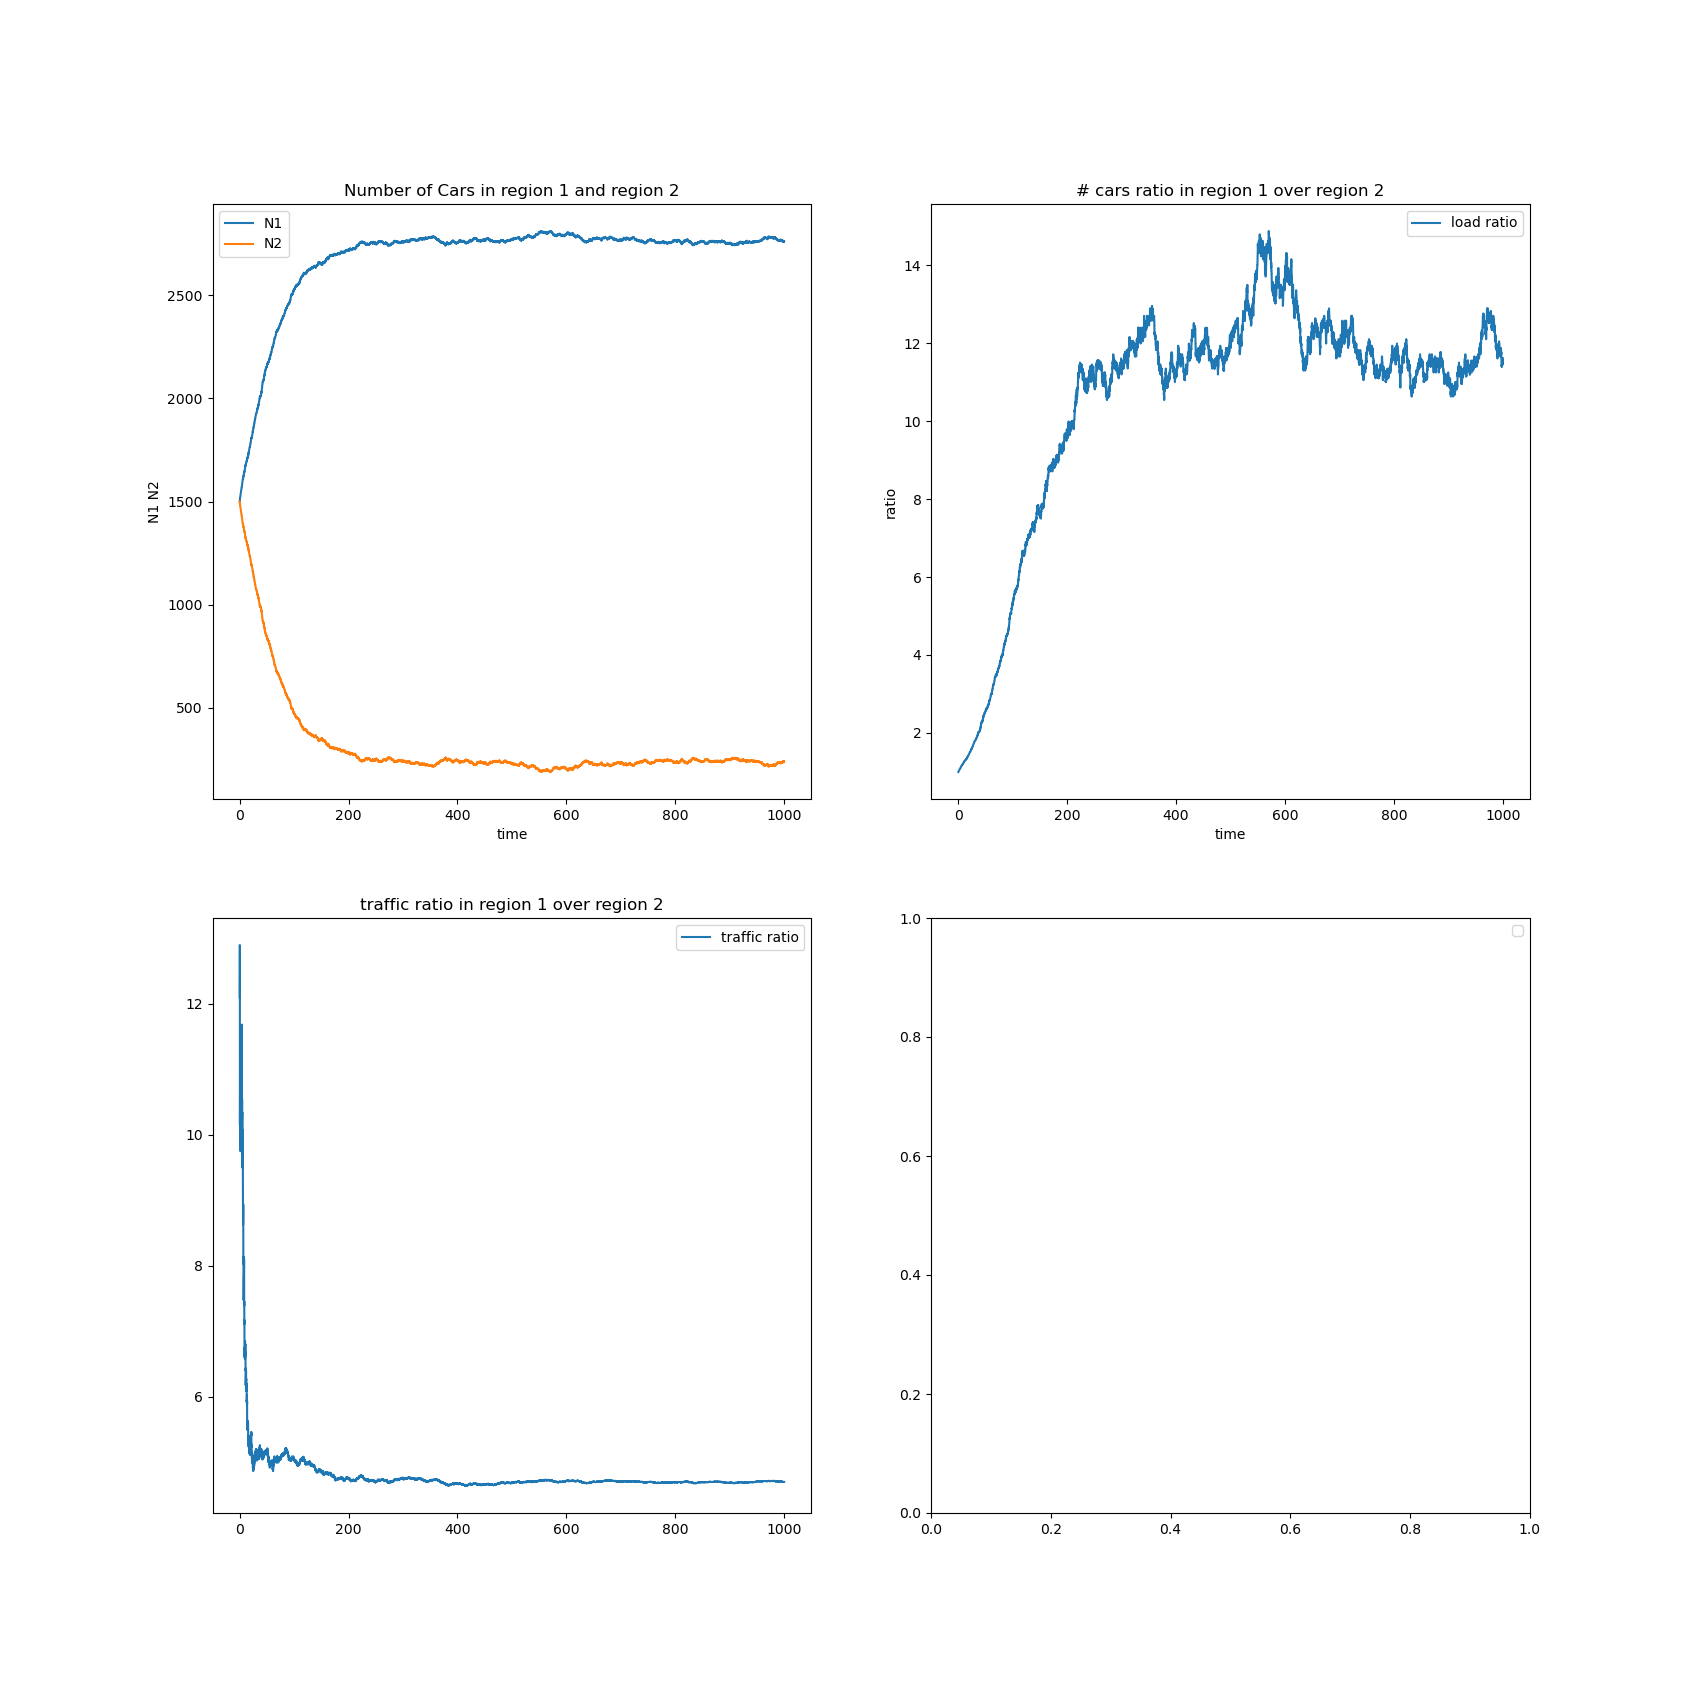 Number of Cars in region 1 and region 2
N1
N2
N1 N2
2500
2000
1500
1000
500
0 200 400 600 800 1000
time
# cars ratio in region 1 over region 2
load ratio
ratio
14
12
10
8
6
4
2
0 200 400 600 800 1000
time
traffic ratio in region 1 over region 2
traffic ratio
12
10
8
6
0 200 400 600 800 1000
1.0
0.8
0.6
0.4
0.2
0.0
0.0 0.2 0.4 0.6 0.8 1.0